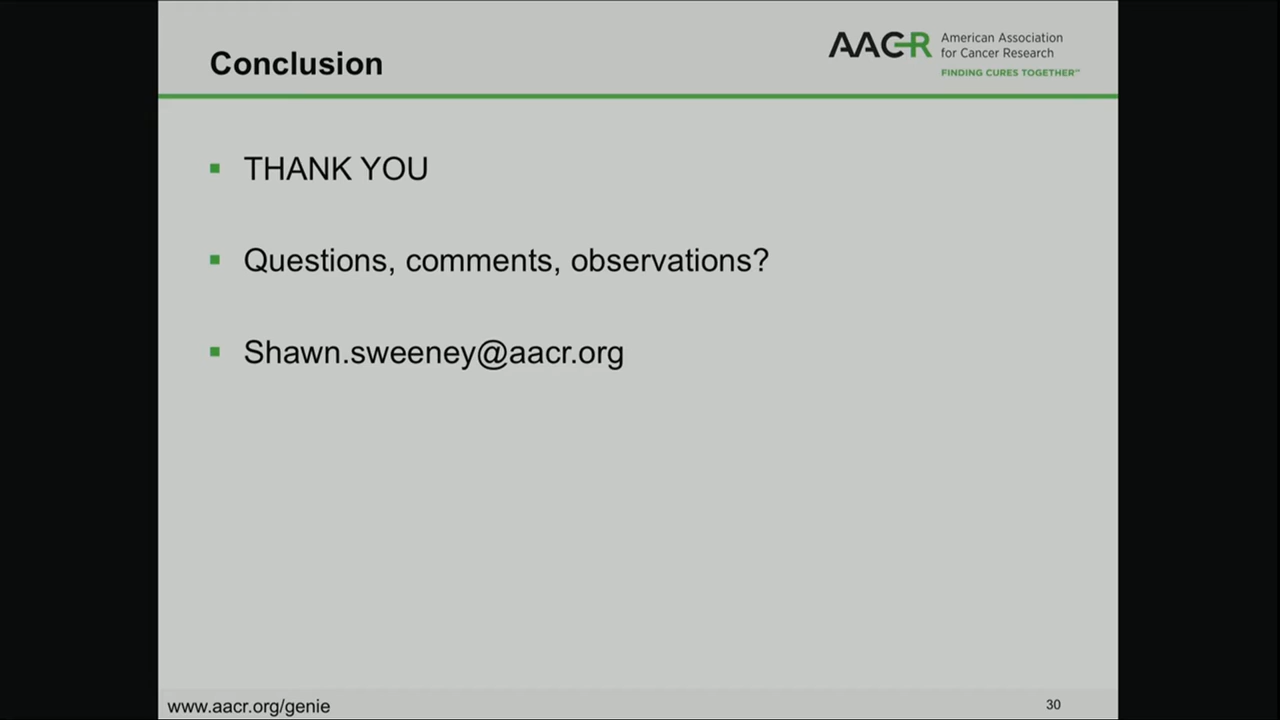 Conclusion
AACR
American Association
for Cancer Research
FINDING CURES TOGETHER℠
THANK YOU
Questions, comments, observations?
Shawn.sweeney@aacr.org
www.aacr.org/genie
30